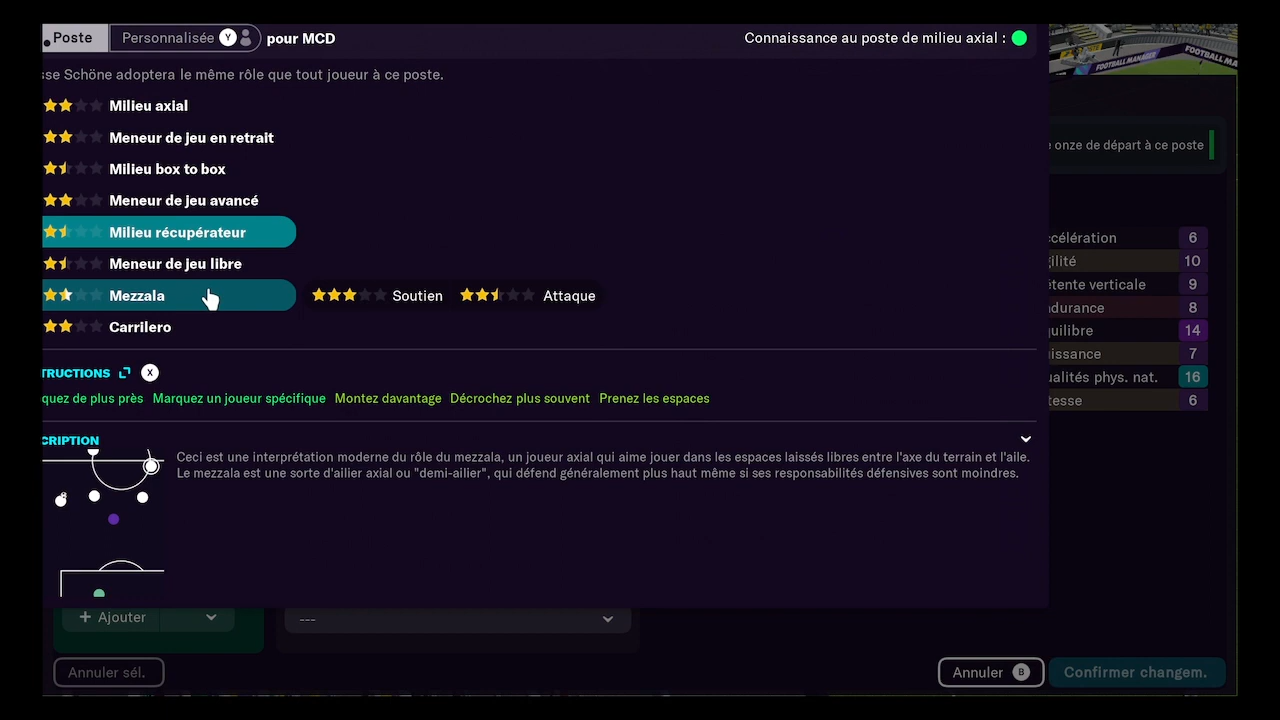 Poste Personnalisée Y pour MCD Connaissance au poste de milieu axial :
FOOTBALL MANAGER
FOOTBALL MA
sse Schöne adoptera le même rôle que tout joueur à ce poste.
Milieu axial
Meneur de jeu en retrait
onze de départ à ce poste
Milieu box to box
Meneur de jeu avancé
Milieu récupérateur
ccélération 6
Meneur de jeu libre
gilité 10
Mezzala Soutien Attaque
étente verticale 9
ndurance 8
Carrilero
quilibre 14
uissance 7
TRUCTIONS X
ualités phys. nat. 16
quez de plus près Marquez un joueur spécifique Montez davantage Décrochez plus souvent Prenez les espaces
tesse 6
CRIPTION
Ceci est une interprétation moderne du rôle du mezzala, un joueur axial qui aime jouer dans les espaces laissés libres entre l'axe du terrain et l'aile.
Le mezzala est une sorte d'ailier axial ou "demi-ailier", qui défend généralement plus haut même si ses responsabilités défensives sont moindres.
+ Ajouter ---
Annuler sél. Annuler B Confirmer changem.